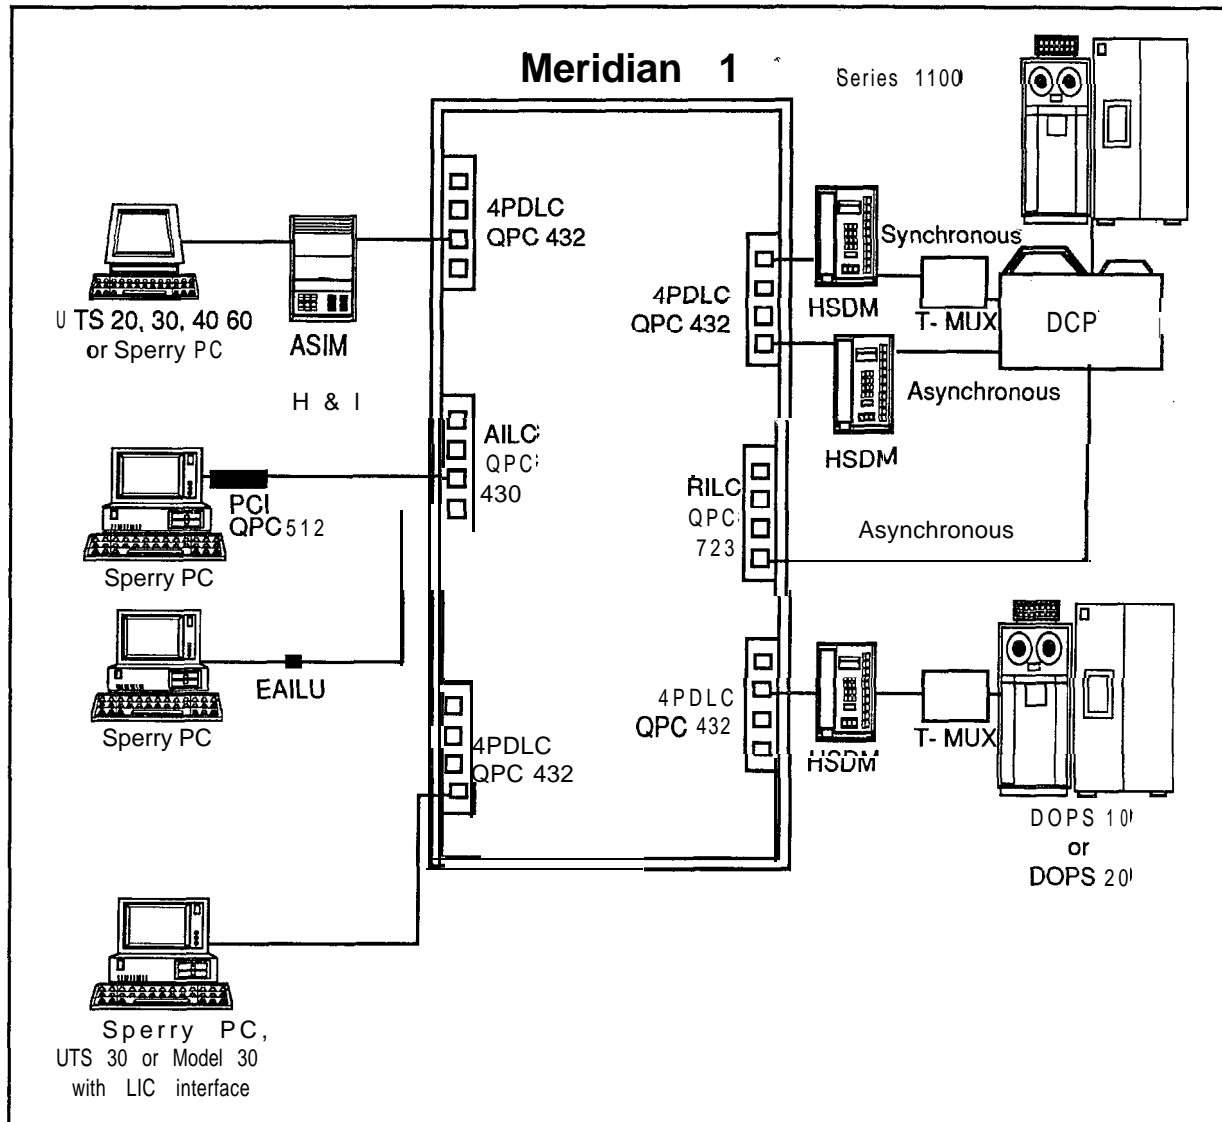 Meridian 1
Series 1100
4PDLC
QPC 432
UTS 20, 30, 40 60
or Sperry PC
ASIM
H & I
4PDLC
QPC 432
Synchronous
HSDM
T- MUX
DCP
Asynchronous
HSDM
AILC
QPC
430
PCI
QPC 512
Sperry PC
RILC
QPC
723
Asynchronous
EAILU
Sperry PC
4PDLC
QPC 432
4PDLC
QPC 432
HSDM
T- MUX
DOPS 10
or
DOPS 20
Sperry PC,
UTS 30 or Model 30
with LIC interface